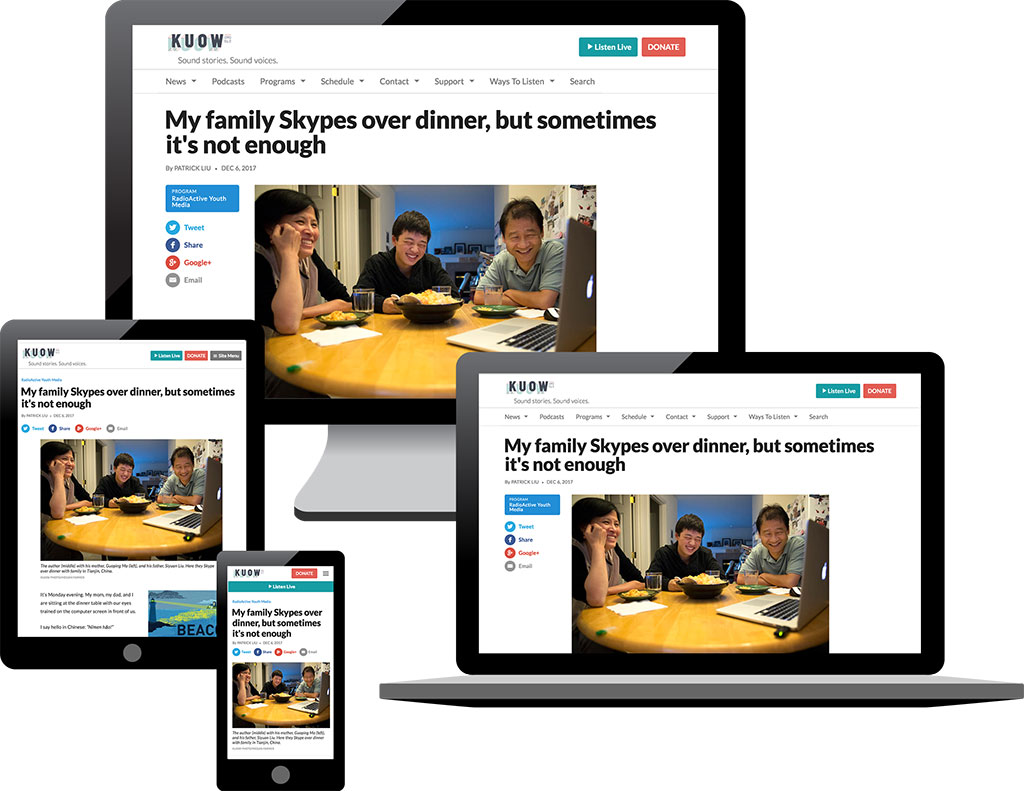 KUOW
Sound stories. Sound voices.
Listen Live
DONATE
News
Podcasts
Programs
Schedule
Contact
Support
Ways To Listen
Search
My family Skypes over dinner, but sometimes
it's not enough
By PATRICK LIU • DEC 6, 2017
PROGRAM
RadioActive Youth
Media
Tweet
Share
Google+
Email
KUOW
Sound stories. Sound voices.
Listen Live
DONATE
Site Menu
RadioActive Youth Media
My family Skypes over dinner, but sometimes
it's not enough
By PATRICK LIU • DEC 6, 2017
Tweet
Share
Google+
Email
The author (middle) with his mother, Guoping Ma (left), and his father, Siyuan Liu. Here they Skype
over dinner with family in Tianjin, China.
It's Monday evening. My mom, my dad, and I
are sitting at the dinner table with our eyes
trained on the computer screen in front of us.
I say hello in Chinese: "Nimen hao!"
BEAC
KUOW
DONATE
Listen Live
RadioActive Youth Media
My family Skypes over
dinner, but sometimes
it's not enough
By PATRICK LIU • DEC 6, 2017
Tweet
Share
Google+
Email
The author (middle) with his mother, Guoping Ma (left),
and his father, Siyuan Liu. Here they Skype over dinner
with family in Tianjin, China.
KUOW
Sound stories. Sound voices.
Listen Live
DONATE
News
Podcasts
Programs
Schedule
Contact
Support
Ways To Listen
Search
My family Skypes over dinner, but sometimes
it's not enough
By PATRICK LIU • DEC 6, 2017
PROGRAM
RadioActive Youth
Media
Tweet
Share
Google+
Email